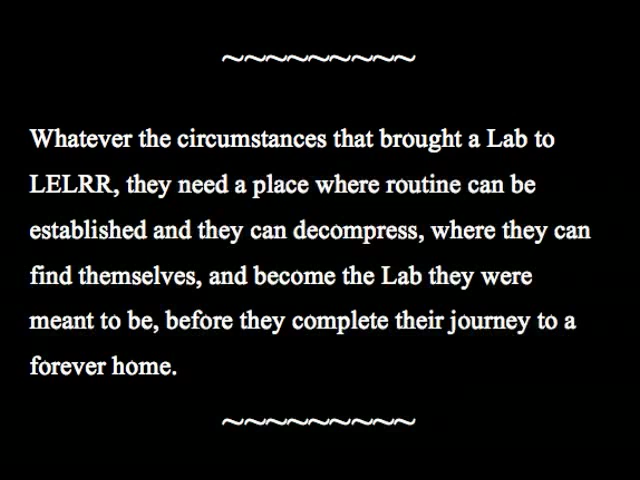 ~~~~~~~~~
Whatever the circumstances that brought a Lab to
LELRR, they need a place where routine can be
established and they can decompress, where they can
find themselves, and become the Lab they were
meant to be, before they complete their journey to a
forever home.
~~~~~~~~~